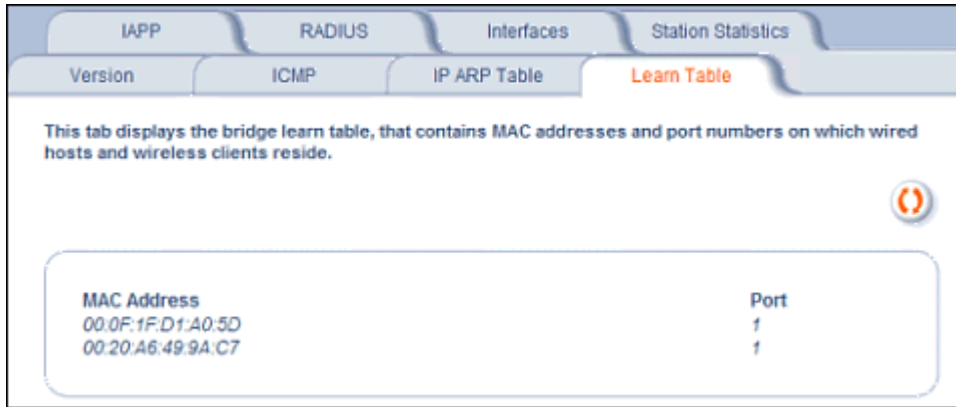 IAPP RADIUS Interfaces Station Statistics
Version ICMP IP ARP Table Learn Table
This tab displays the bridge learn table, that contains MAC addresses and port numbers on which wired
hosts and wireless clients reside.
MAC Address Port
00:0F:1F:D1:A0:5D 1
00:20:A6:49:9A:C7 1